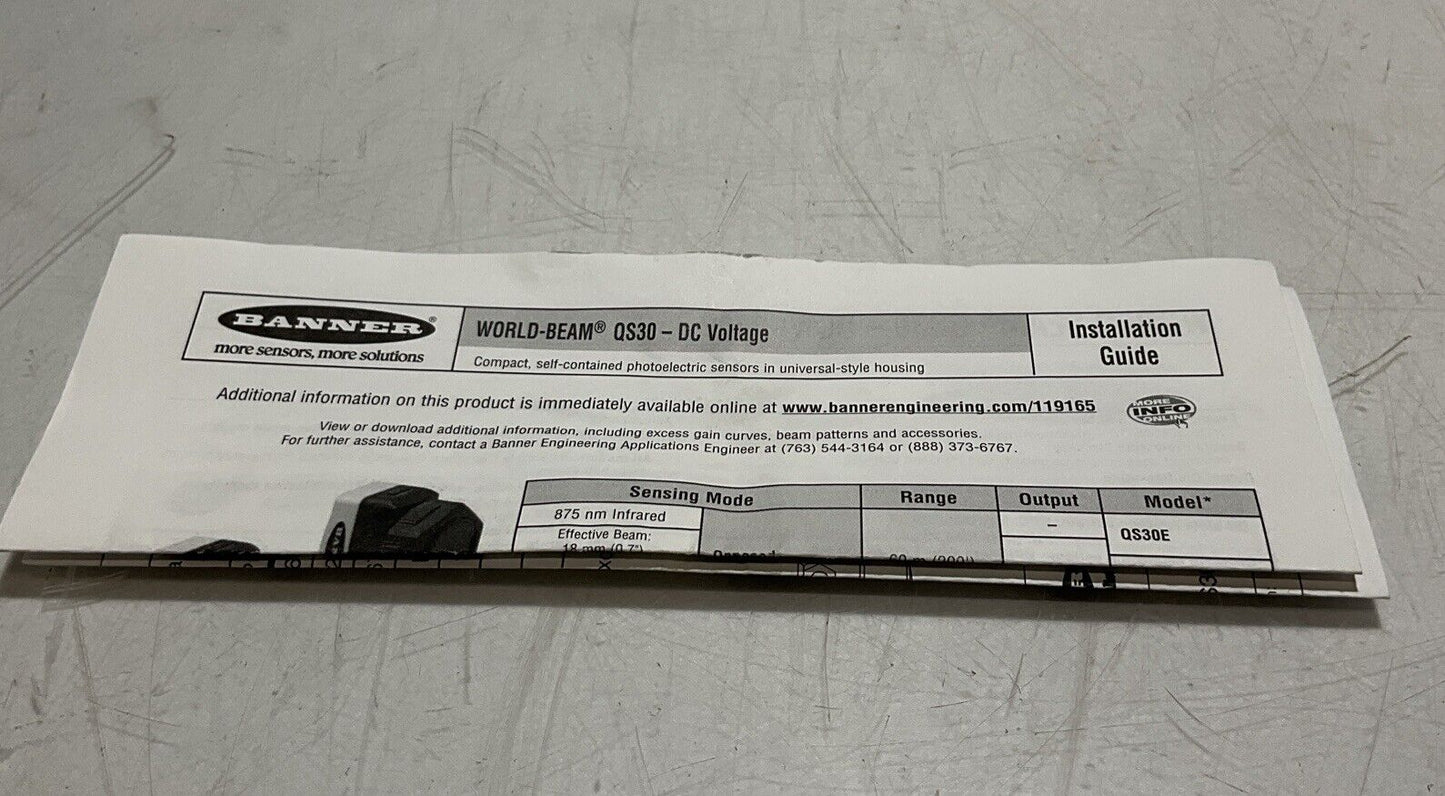 BANNER®
more sensors, more solutions
WORLD-BEAM® QS30 – DC Voltage
Compact, self-contained photoelectric sensors in universal-style housing
Installation
Guide
Additional information on this product is immediately available online at www.bannerengineering.com/119165
MORE
INFO
ONLINE
View or download additional information, including excess gain curves, beam patterns and accessories.
For further assistance, contact a Banner Engineering Applications Engineer at (763) 544-3164 or (888) 373-6767.
Sensing Mode Range Output Model*
875 nm Infrared
– QS30E
Effective Beam:
18 mm (0.7")